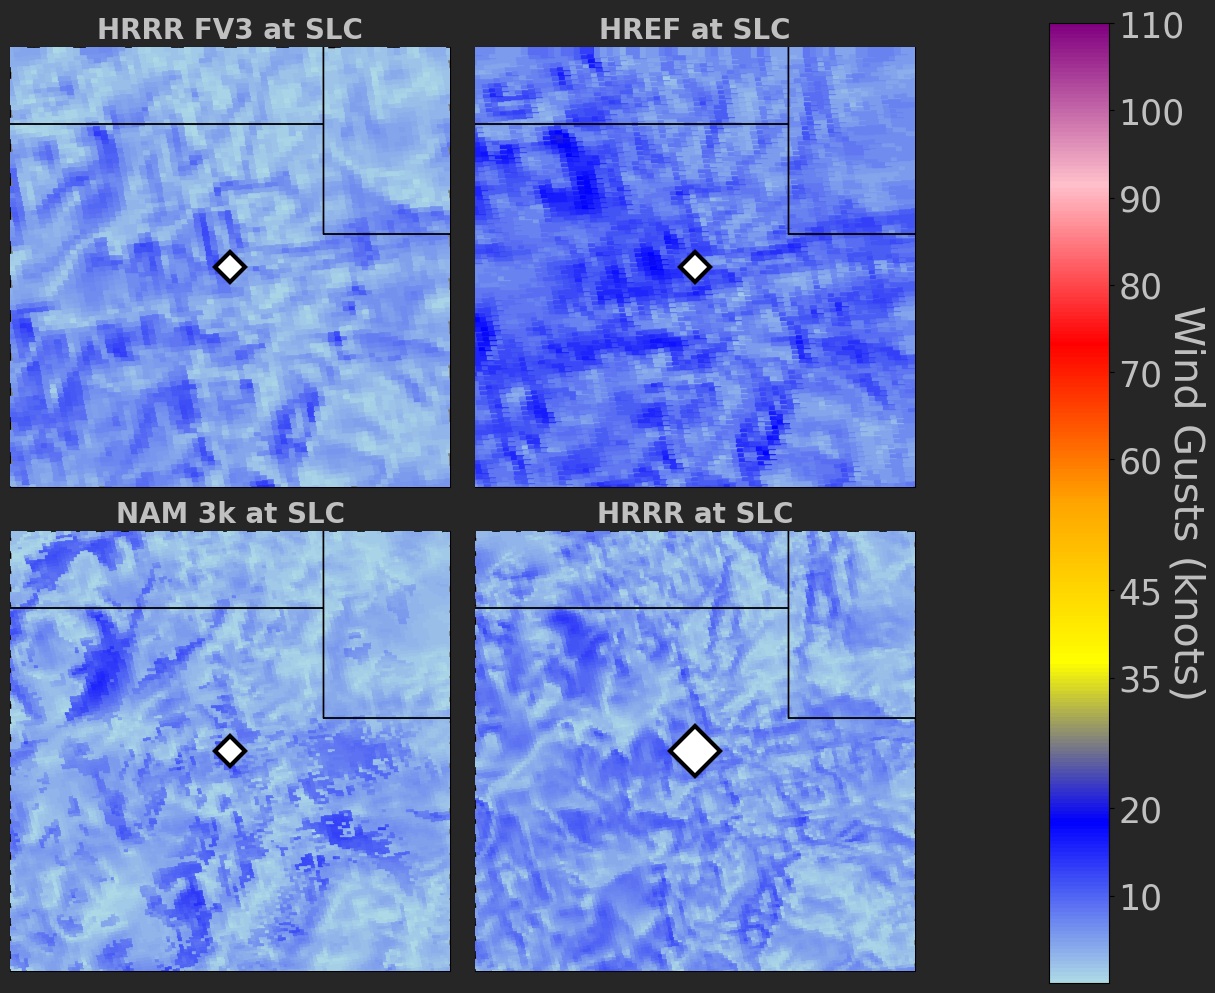 HRRR FV3 at SLC
HREF at SLC
NAM 3k at SLC
HRRR at SLC
110
100
90
80
70
60
45
35
20
10
Wind Gusts (knots)